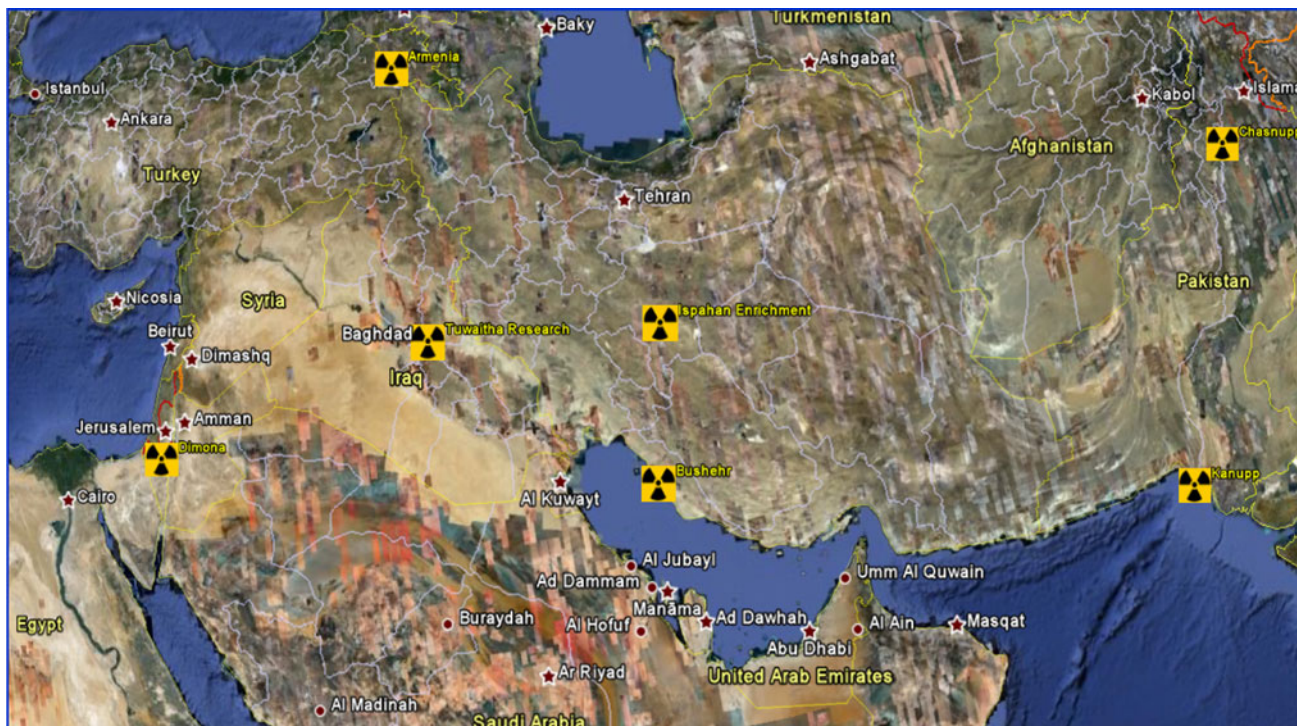 Baky
Turkmenistan
Armenia
Ashgabat
Istanbul
Kabol
Islama
Ankara
Chasnupp
Afghanistan
Turkey
Tehran
Pakistan
Nicosia
Syria
Ispahan Enrichment
Beirut
Baghdad
Tuwaitha Research
Dimashq
Iraq
Amman
Jerusalem
Dimona
Bushehr
Kanupp
Al Kuwayt
Cairo
Al Jubayl
Ad Dammam
Umm Al Quwain
Manāma
Egypt
Buraydah
Al Hofuf
Ad Dawhah
Al Ain
Masqat
Abu Dhabi
Ar Riyad
United Arab Emirates
Al Madinah
Saudi Arabia